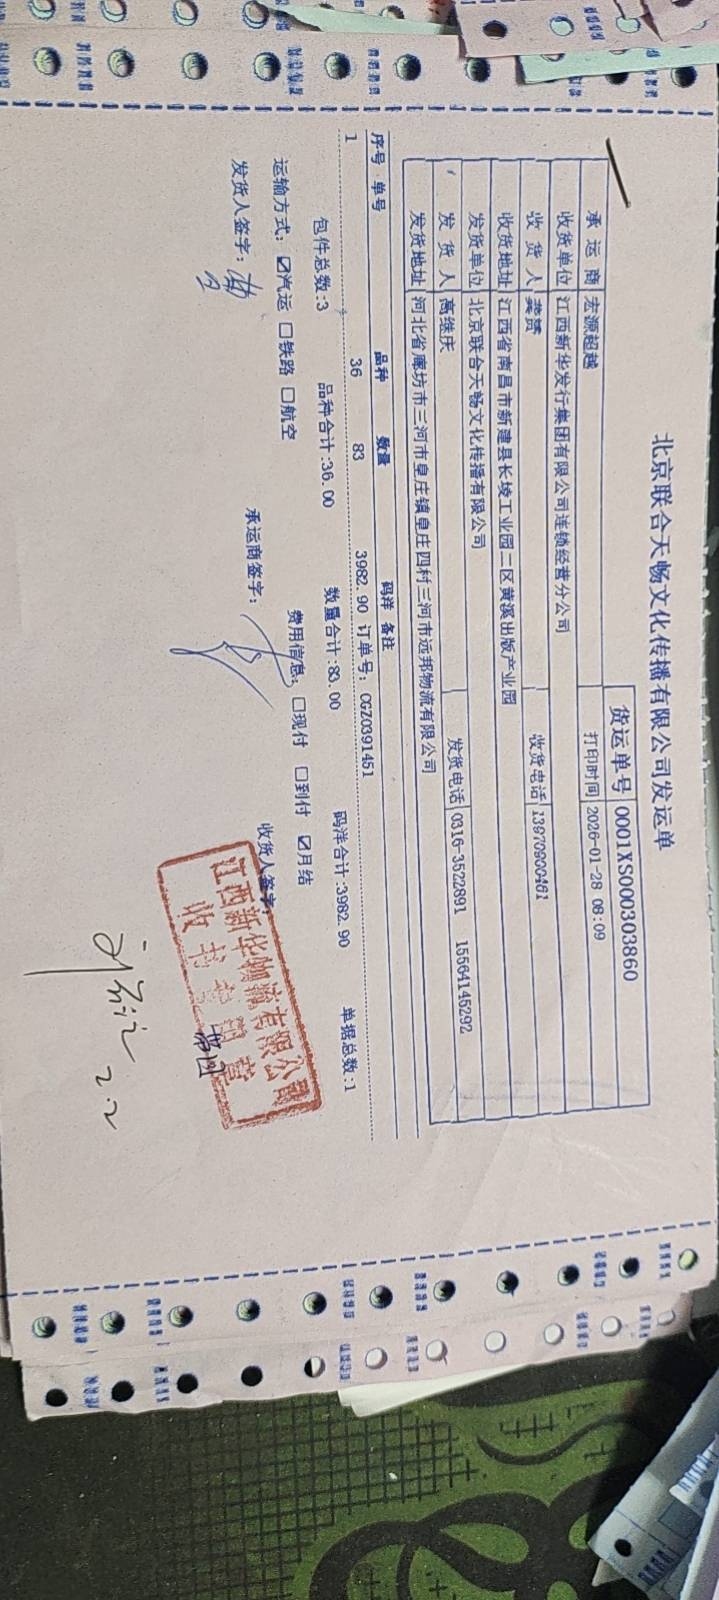 北京联合天畅文化传播有限公司发运单
货运单号 0001XS000303860
承运商 宏源超越 打印时间 2026-01-28 08:09
收货单位 江西新华发行集团有限公司连锁经营分公司
收货人 龚赟 收货电话 13970900461
收货地址 江西省南昌市新建县长堎工业园二区黄溪出版产业园
发货单位 北京联合天畅文化传播有限公司
发货人 高继庆 发货电话 0316-3522891 15564145292
发货地址 河北省廊坊市三河市皇庄镇皇庄四村三河市远邦物流有限公司
序号 单号 品种 数量 码洋 备注
1 36 83 3982.90 订单号: CGZ0391451
包件总数:3 品种合计:36.00 数量合计:83.00 码洋合计:3982.90 单据总数:1
运输方式: ☑汽运 □铁路 □航空 费用信息: □现付 □到付 ☑月结
发货人签字: 承运商签字: 收货人签字:
江西新华物流有限公司
收书专用章
2.2